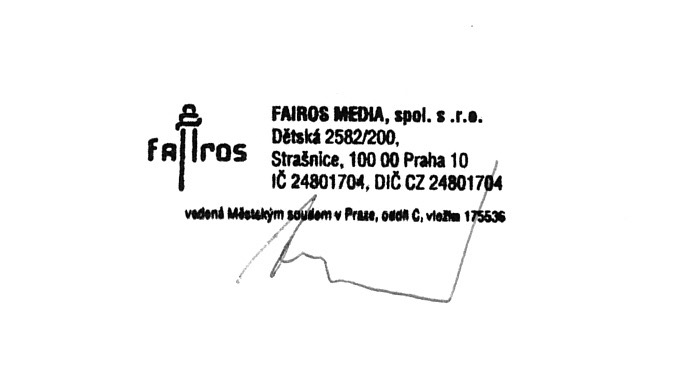 faIros
FAIROS MEDIA, spol. s .r.o.
Dětská 2582/200,
Strašnice, 100 00 Praha 10
IČ 24801704, DIČ CZ 24801704
vedená Městským soudem v Praze, oddíl C, vložka 175536